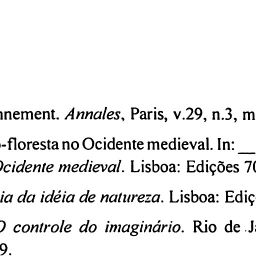 nnement. Annales, Paris, v.29, n.3, m
-floresta no Ocidente medieval. In: __
Ocidente medieval. Lisboa: Edições 70
ia da idéia de natureza. Lisboa: Ediç
O controle do imaginário. Rio de Ja
9.